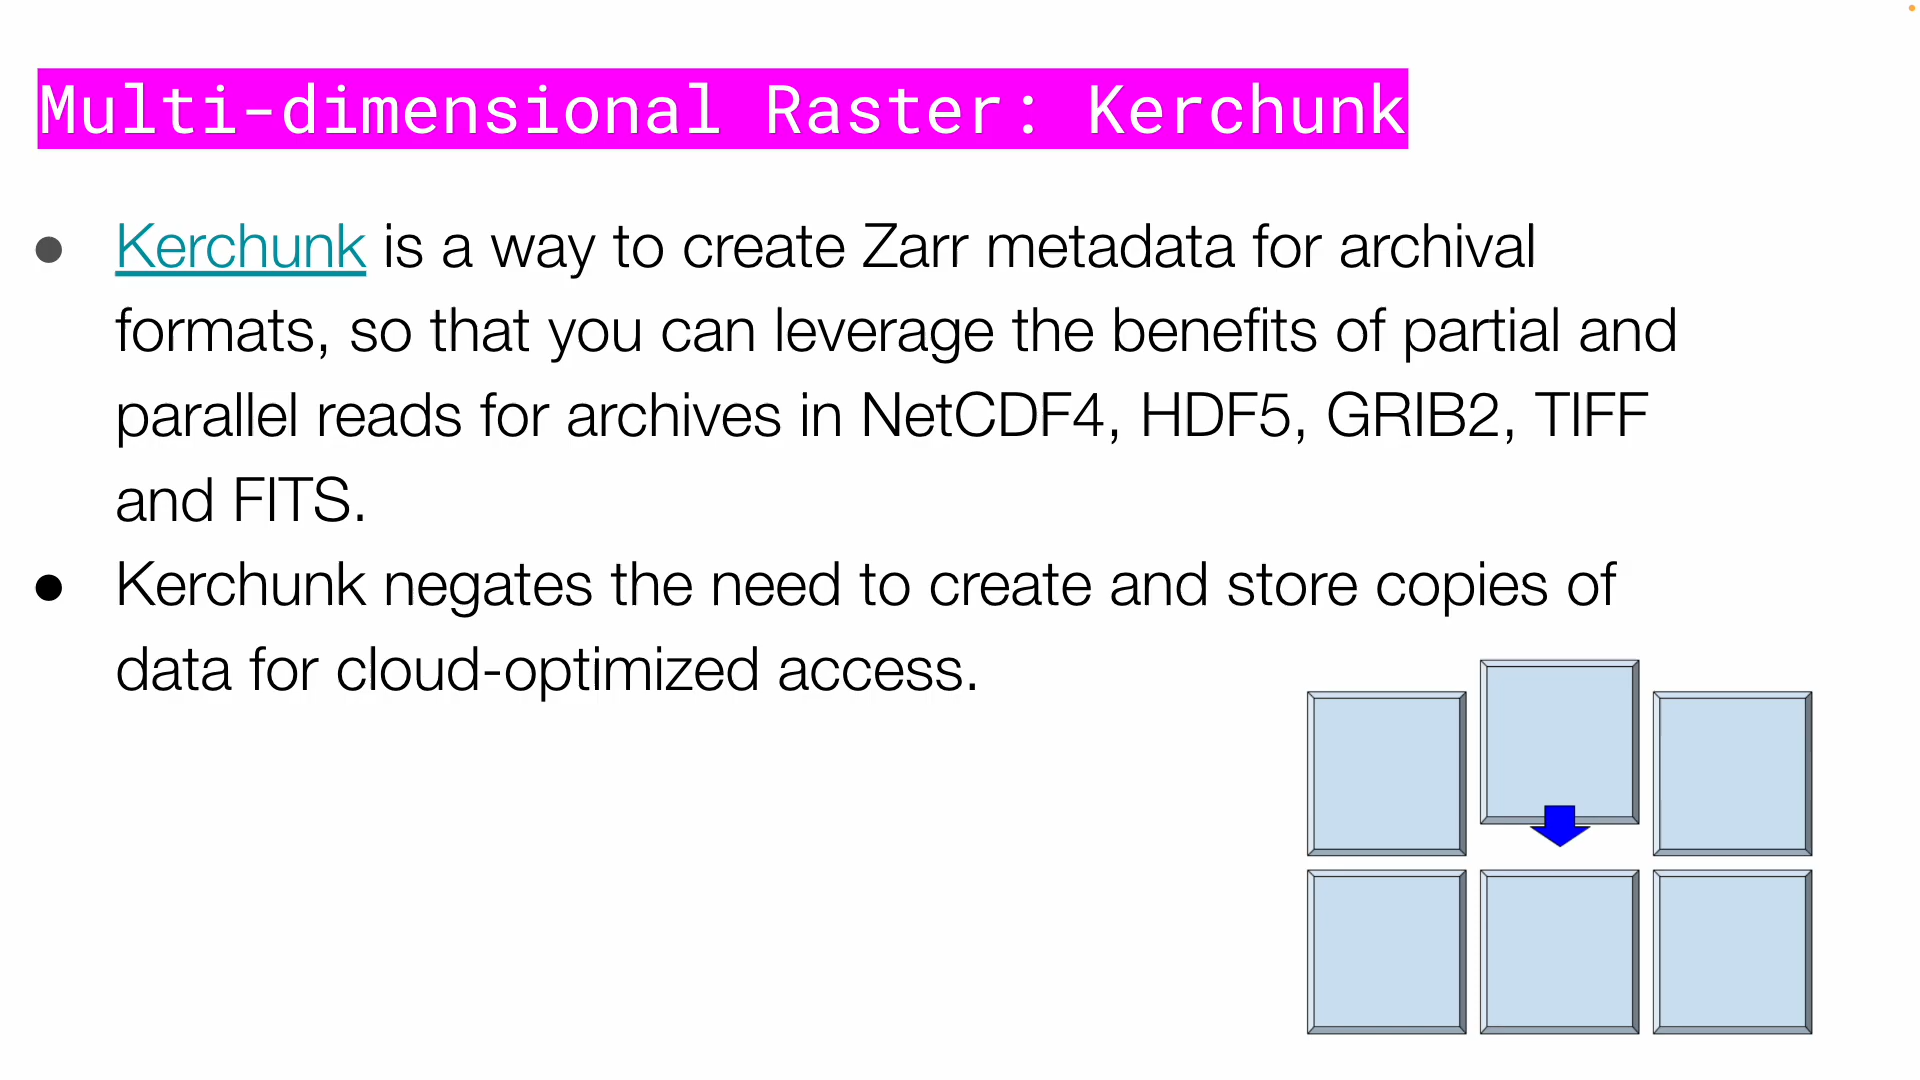 Multi-dimensional Raster: Kerchunk
● Kerchunk is a way to create Zarr metadata for archival
formats, so that you can leverage the benefits of partial and
parallel reads for archives in NetCDF4, HDF5, GRIB2, TIFF
and FITS.
● Kerchunk negates the need to create and store copies of
data for cloud-optimized access.